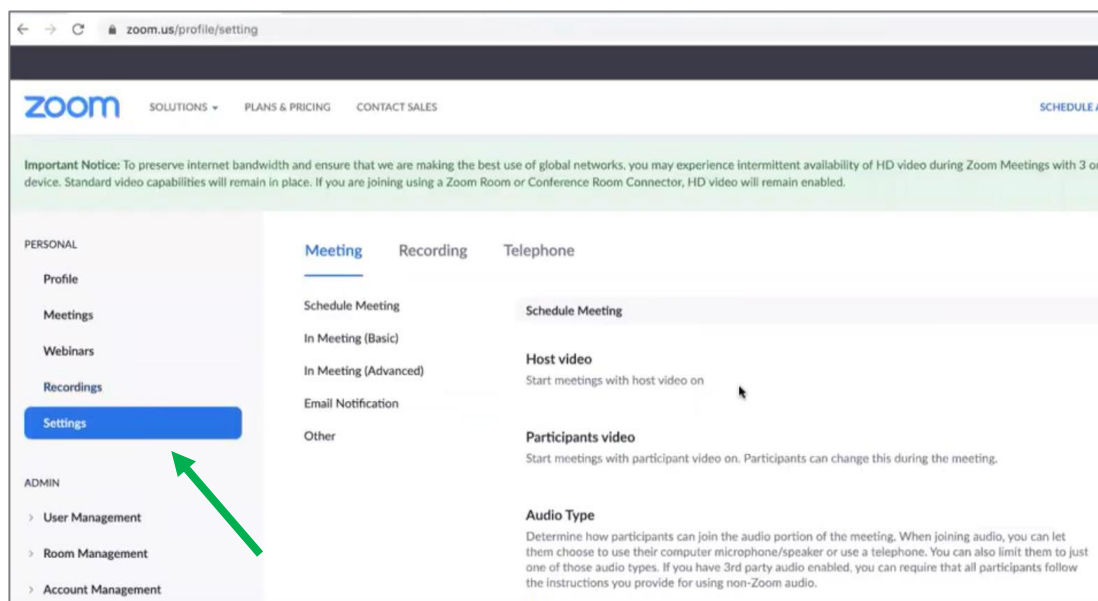 zoom.us/profile/setting
zoom SOLUTIONS PLANS & PRICING CONTACT SALES SCHEDULE A
Important Notice: To preserve internet bandwidth and ensure that we are making the best use of global networks, you may experience intermittent availability of HD video during Zoom Meetings with 3 or
device. Standard video capabilities will remain in place. If you are joining using a Zoom Room or Conference Room Connector, HD video will remain enabled.
PERSONAL
Profile
Meetings
Webinars
Recordings
Settings
ADMIN
User Management
Room Management
Account Management
Meeting Recording Telephone
Schedule Meeting
In Meeting (Basic)
In Meeting (Advanced)
Email Notification
Other
Schedule Meeting
Host video
Start meetings with host video on
Participants video
Start meetings with participant video on. Participants can change this during the meeting.
Audio Type
Determine how participants can join the audio portion of the meeting. When joining audio, you can let
them choose to use their computer microphone/speaker or use a telephone. You can also limit them to just
one of those audio types. If you have 3rd party audio enabled, you can require that all participants follow
the instructions you provide for using non-Zoom audio.